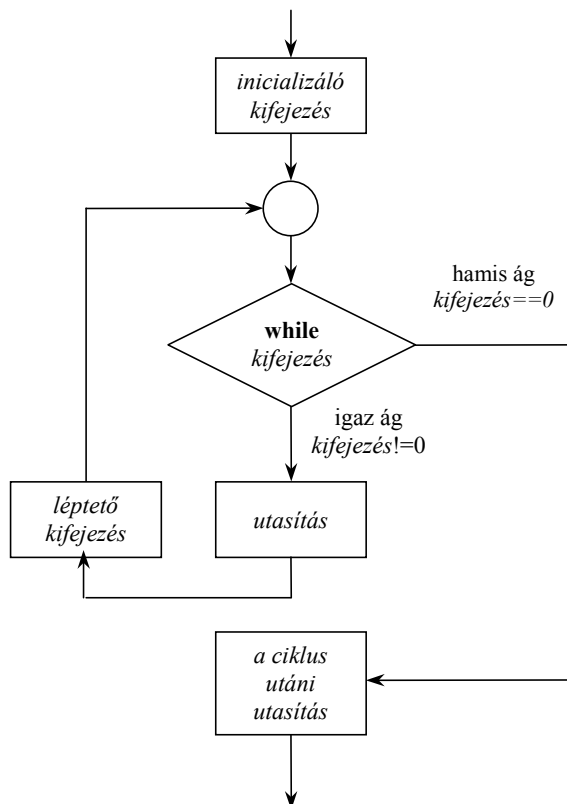 inicializáló
kifejezés
hamis ág
kifejezés==0
while
kifejezés
igaz ág
kifejezés!=0
léptető
kifejezés
utasítás
a ciklus
utáni
utasítás